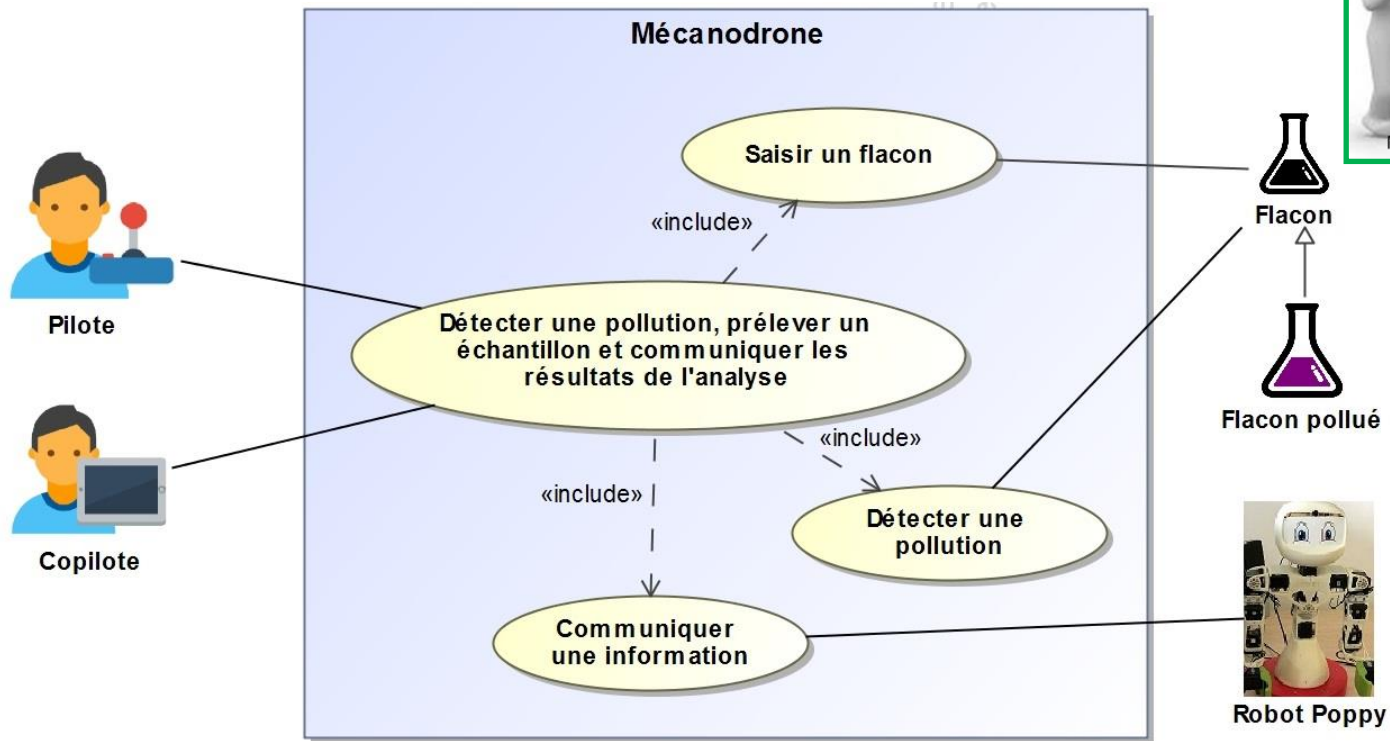 Mécanodrone
Saisir un flacon
«include»
Flacon
Pilote
Détecter une pollution, prélever un
échantillon et communiquer les
résultats de l'analyse
Flacon pollué
«include»
«include»
Détecter une
pollution
Copilote
Communiquer
une information
Robot Poppy